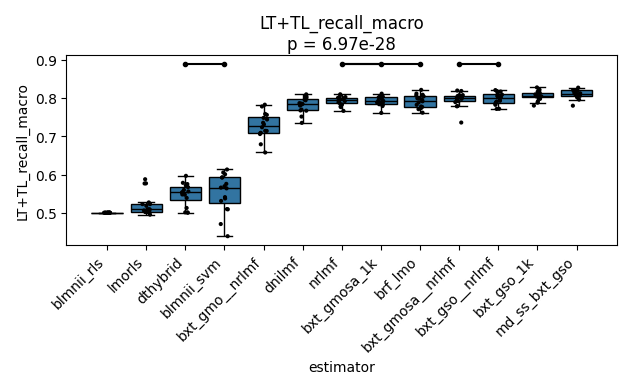 LT+TL_recall_macro
p = 6.97e-28
LT+TL_recall_macro
0.9
0.8
0.7
0.6
0.5
blmnii_rls
lmorls
dthybrid
blmnii_svm
bxt_gmo__nrlmf
dnilmf
nrlmf
bxt_gmosa_1k
brf_lmo
bxt_gmosa__nrlmf
bxt_gso__nrlmf
bxt_gso_1k
md_ss_bxt_gso
estimator